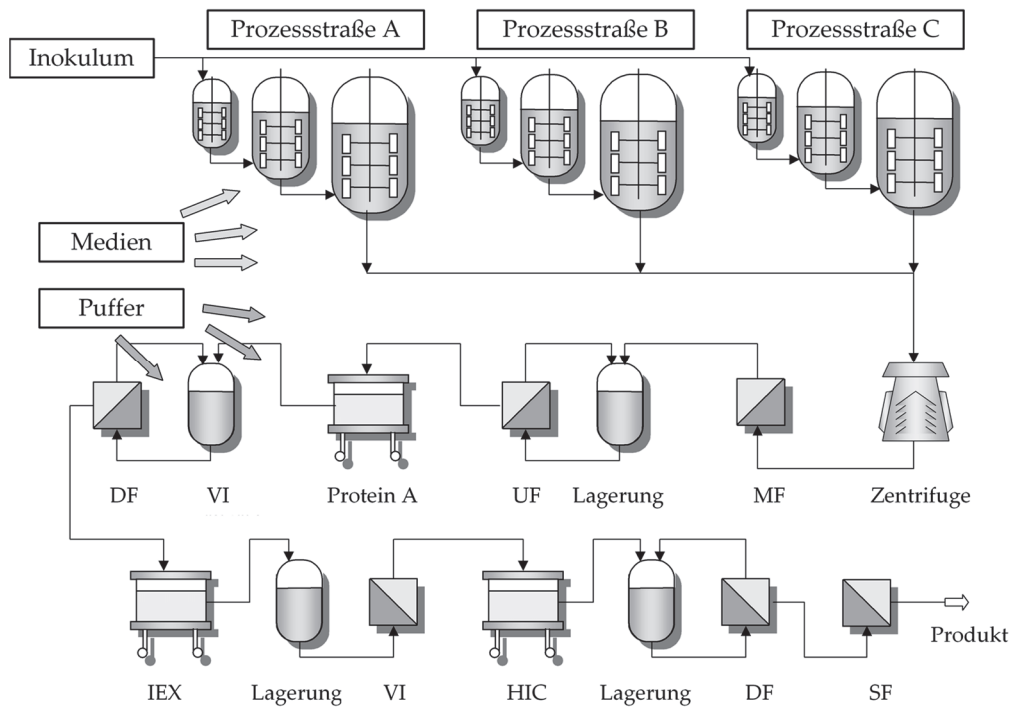 Prozessstraße A
Prozessstraße B
Prozessstraße C
Inokulum
Medien
Puffer
DF
VI
Protein A
UF
Lagerung
MF
Zentrifuge
Produkt
IEX
Lagerung
VI
HIC
Lagerung
DF
SF